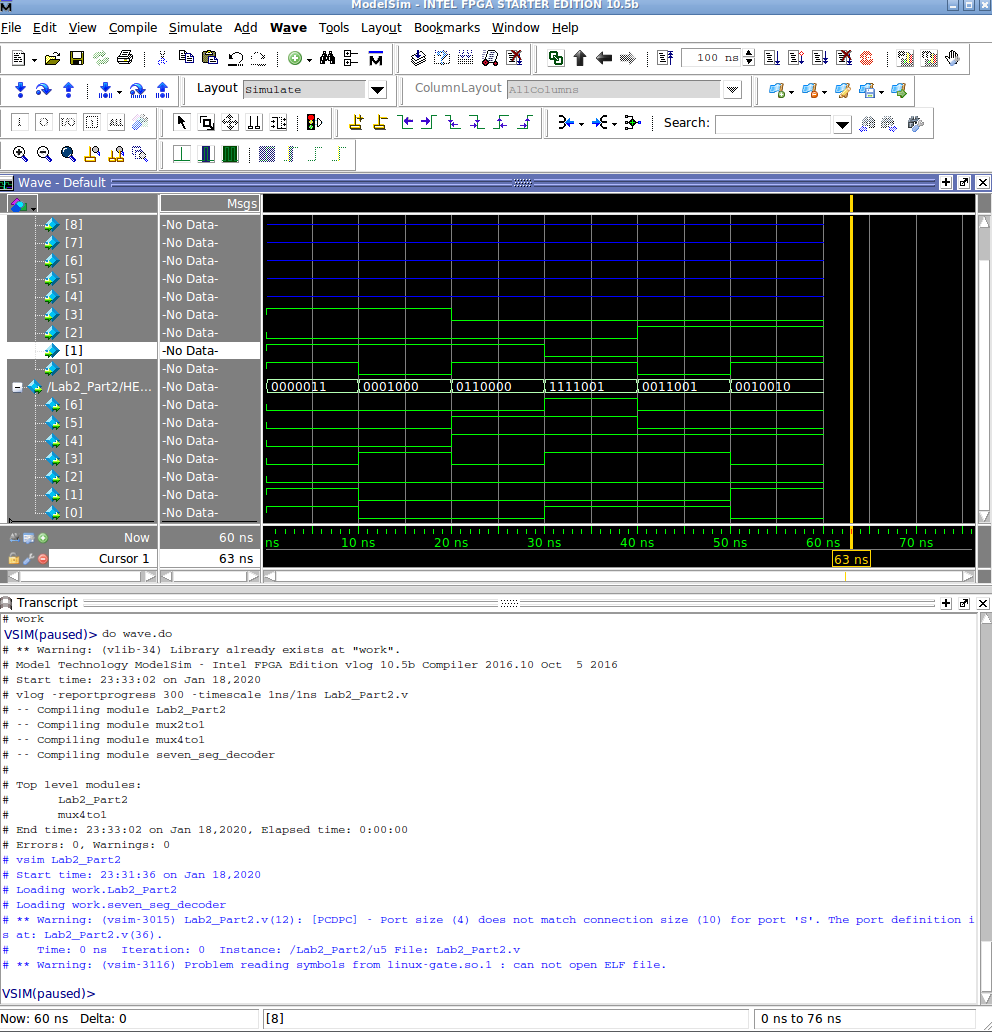 ModelSim - INTEL FPGA STARTER EDITION 10.5b
File Edit View Compile Simulate Add Wave Tools Layout Bookmarks Window Help
100 ns
Layout Simulate ColumnLayout AllColumns
Search:
Wave - Default
Msgs
[8] -No Data-
[7] -No Data-
[6] -No Data-
[5] -No Data-
[4] -No Data-
[3] -No Data-
[2] -No Data-
[1] -No Data-
[0] -No Data-
/Lab2_Part2/HE... -No Data- 0000011 0001000 0110000 1111001 0011001 0010010
[6] -No Data-
[5] -No Data-
[4] -No Data-
[3] -No Data-
[2] -No Data-
[1] -No Data-
[0] -No Data-
Now 60 ns ns 10 ns 20 ns 30 ns 40 ns 50 ns 60 ns 70 ns
Cursor 1 63 ns 63 ns
Transcript
# work
VSIM(paused)> do wave.do
# ** Warning: (vlib-34) Library already exists at "work".
# Model Technology ModelSim - Intel FPGA Edition vlog 10.5b Compiler 2016.10 Oct  5 2016
# Start time: 23:33:02 on Jan 18,2020
# vlog -reportprogress 300 -timescale 1ns/1ns Lab2_Part2.v
# -- Compiling module Lab2_Part2
# -- Compiling module mux2to1
# -- Compiling module mux4to1
# -- Compiling module seven_seg_decoder
#
# Top level modules:
# Lab2_Part2
# mux4to1
# End time: 23:33:02 on Jan 18,2020, Elapsed time: 0:00:00
# Errors: 0, Warnings: 0
# vsim Lab2_Part2
# Start time: 23:31:36 on Jan 18,2020
# Loading work.Lab2_Part2
# Loading work.seven_seg_decoder
# ** Warning: (vsim-3015) Lab2_Part2.v(12): [PCDPC] - Port size (4) does not match connection size (10) for port 'S'. The port definition i
s at: Lab2_Part2.v(36).
# Time: 0 ns  Iteration: 0  Instance: /Lab2_Part2/u5 File: Lab2_Part2.v
# ** Warning: (vsim-3116) Problem reading symbols from linux-gate.so.1 : can not open ELF file.
VSIM(paused)>
Now: 60 ns  Delta: 0 [8] 0 ns to 76 ns